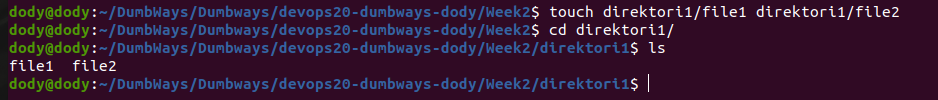 dody@dody:~/DumbWays/Dumbways/devops20-dumbways-dody/Week2$ touch direktori1/file1 direktori1/file2
dody@dody:~/DumbWays/Dumbways/devops20-dumbways-dody/Week2$ cd direktori1/
dody@dody:~/DumbWays/Dumbways/devops20-dumbways-dody/Week2/direktori1$ ls
file1  file2
dody@dody:~/DumbWays/Dumbways/devops20-dumbways-dody/Week2/direktori1$